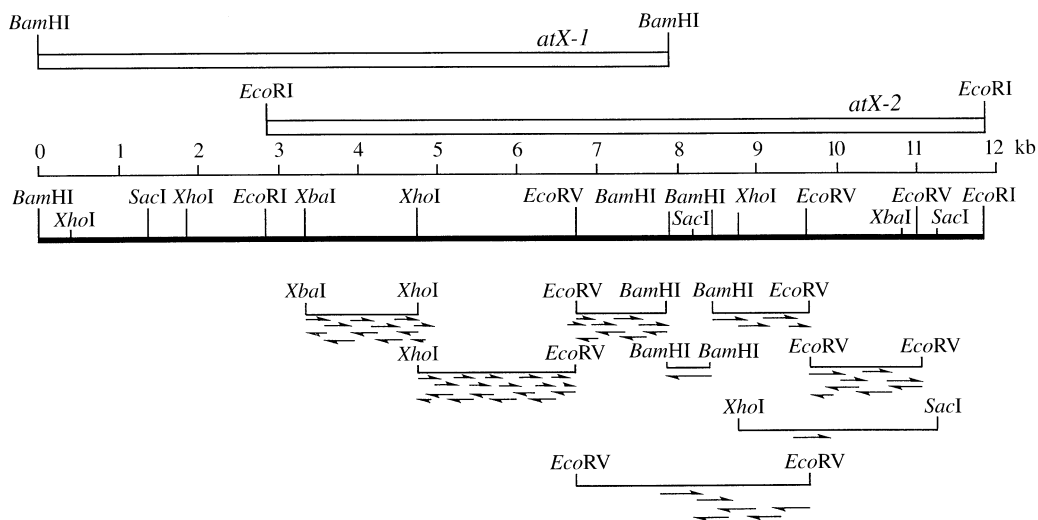 BamHI BamHI
atX-1
EcoRI EcoRI
atX-2
0 1 2 3 4 5 6 7 8 9 10 11 12 kb
BamHI SacI XhoI EcoRI XbaI XhoI EcoRV BamHI BamHI XhoI EcoRV EcoRV EcoRI
XhoI SacI XbaI SacI
XbaI XhoI EcoRV BamHI BamHI EcoRV
XhoI EcoRV BamHI BamHI EcoRV EcoRV
XhoI SacI
EcoRV EcoRV